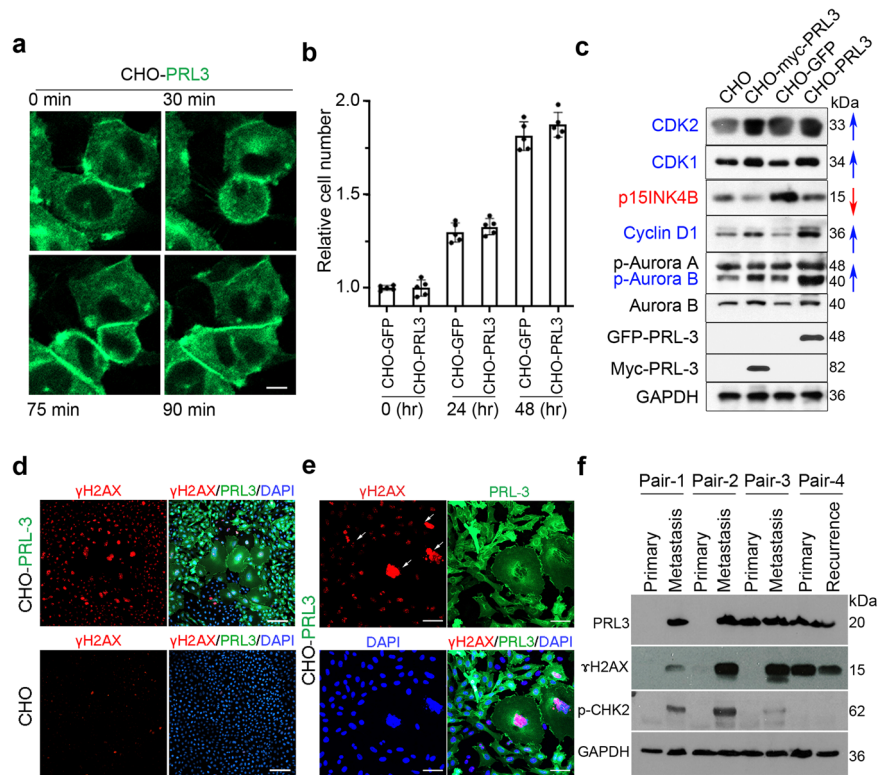 a
CHO-PRL3
0 min 30 min
75 min 90 min
b
Relative cell number
2.0
1.5
1.0
CHO-GFP
CHO-PRL3
CHO-GFP
CHO-PRL3
CHO-GFP
CHO-PRL3
0 (hr) 24 (hr) 48 (hr)
c
CHO
CHO-myc-PRL3
CHO-GFP
CHO-PRL3
kDa
CDK2 33
CDK1 34
p15INK4B 15
Cyclin D1 36
p-Aurora A 48
p-Aurora B 40
Aurora B 40
GFP-PRL-3 48
Myc-PRL-3 82
GAPDH 36
d
γH2AX γH2AX/PRL3/DAPI
CHO-PRL-3
γH2AX γH2AX/PRL3/DAPI
CHO
e
γH2AX PRL-3
CHO-PRL3
DAPI γH2AX/PRL3/DAPI
f
Pair-1 Pair-2 Pair-3 Pair-4
Primary
Metastasis
Primary
Metastasis
Primary
Metastasis
Primary
Recurrence
kDa
PRL3 20
ɤH2AX 15
p-CHK2 62
GAPDH 36